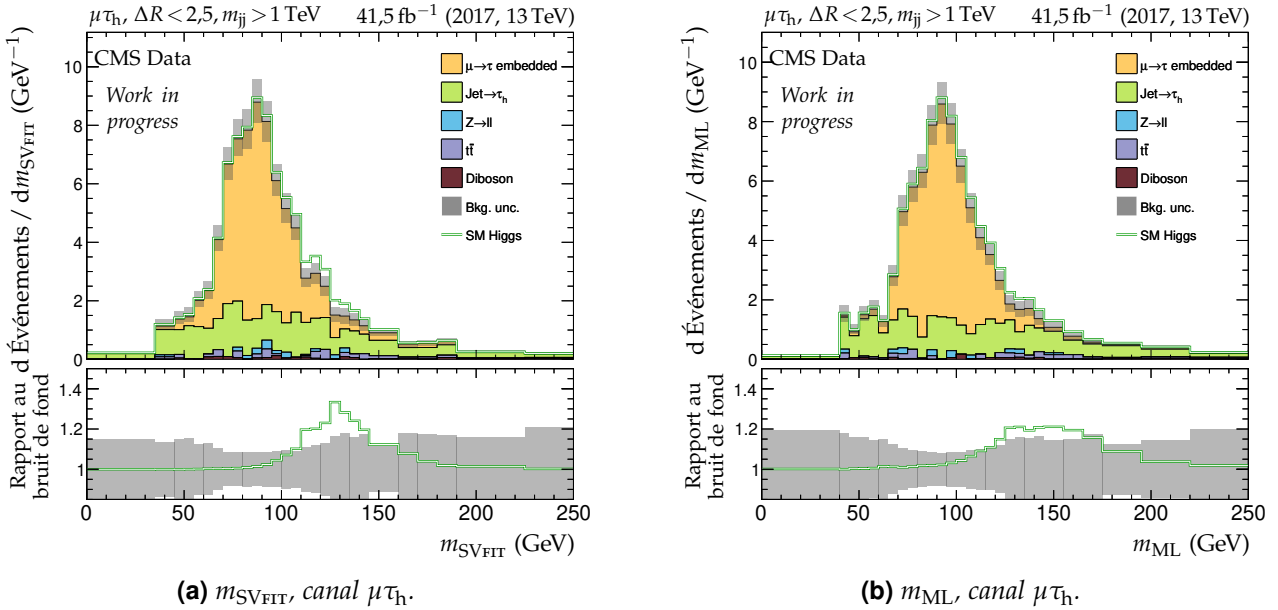 μτh, ΔR < 2,5, mjj > 1 TeV 41,5 fb−1 (2017, 13 TeV)
CMS Data
Work in
progress
μ→τ embedded
Jet→τh
Z→ll
tt̄
Diboson
Bkg. unc.
SM Higgs
d Événements / dmSVFIT (GeV−1)
10
8
6
4
2
0
Rapport au
bruit de fond
1.4
1.2
1
0 50 100 150 200 250
mSVFIT (GeV)
(a) mSVFIT, canal μτh.
μτh, ΔR < 2,5, mjj > 1 TeV 41,5 fb−1 (2017, 13 TeV)
CMS Data
Work in
progress
μ→τ embedded
Jet→τh
Z→ll
tt̄
Diboson
Bkg. unc.
SM Higgs
d Événements / dmML (GeV−1)
10
8
6
4
2
0
Rapport au
bruit de fond
1.4
1.2
1
0 50 100 150 200 250
mML (GeV)
(b) mML, canal μτh.